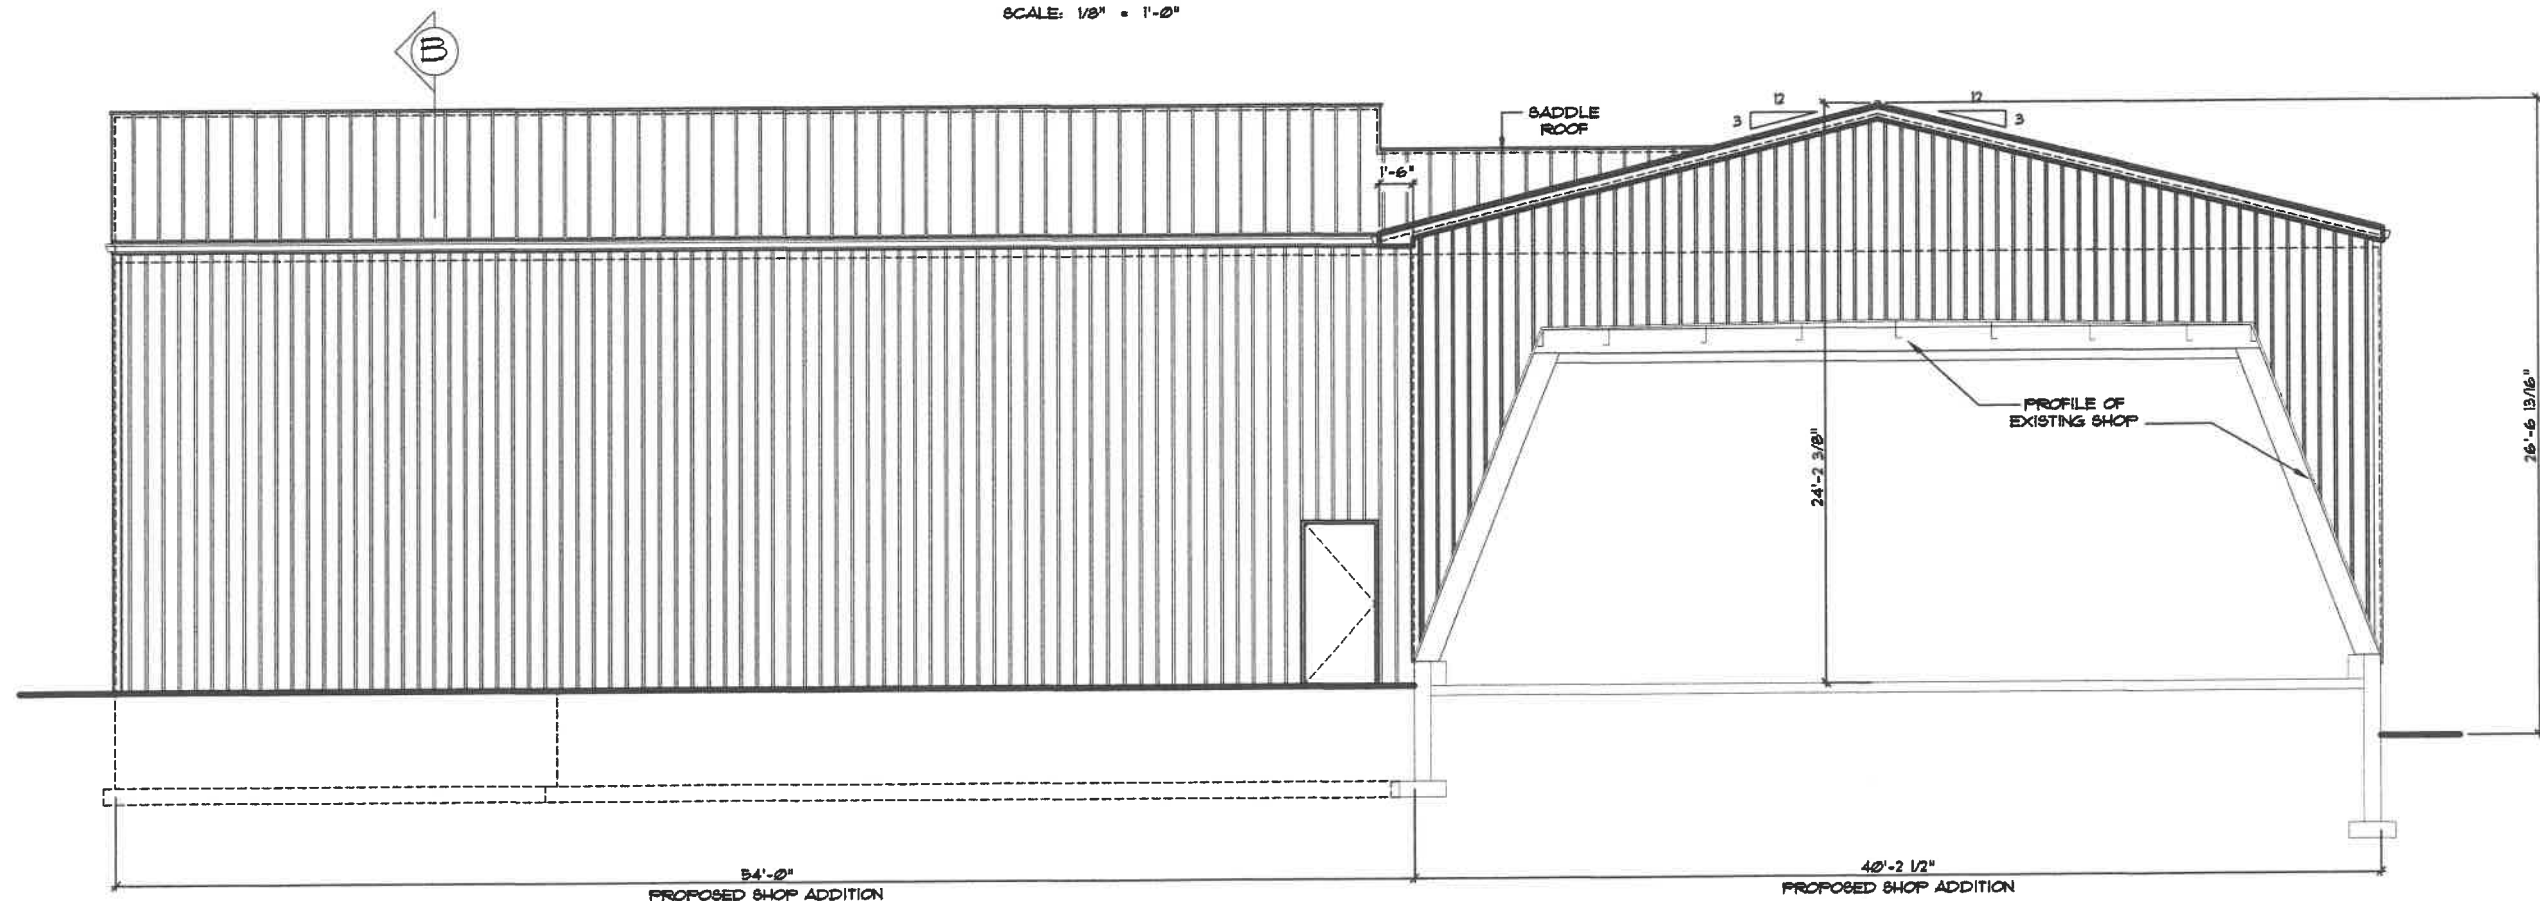 SCALE: 1/8" = 1'-0"
B
12
12
3
3
SADDLE
ROOF
1'-6"
PROFILE OF
EXISTING SHOP
24'-2 3/8"
26'-6 13/16"
54'-0"
PROPOSED SHOP ADDITION
40'-2 1/2"
PROPOSED SHOP ADDITION